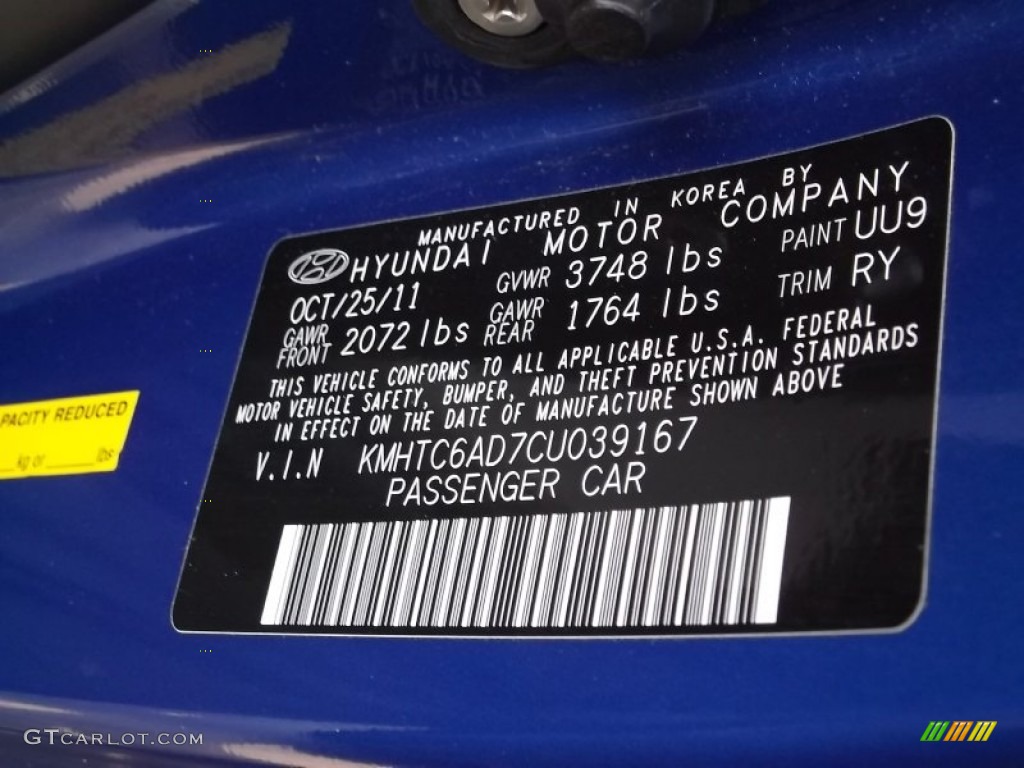 MANUFACTURED IN KOREA BY
HYUNDAI MOTOR COMPANY
OCT/25/11 GVWR 3748 lbs PAINT UU9
GAWR FRONT 2072 lbs GAWR REAR 1764 lbs TRIM RY
THIS VEHICLE CONFORMS TO ALL APPLICABLE U.S.A. FEDERAL
MOTOR VEHICLE SAFETY, BUMPER, AND THEFT PREVENTION STANDARDS
IN EFFECT ON THE DATE OF MANUFACTURE SHOWN ABOVE
V.I.N KMHTC6AD7CU039167
PASSENGER CAR
PACITY REDUCED
kg or lbs
GTCARLOT.COM